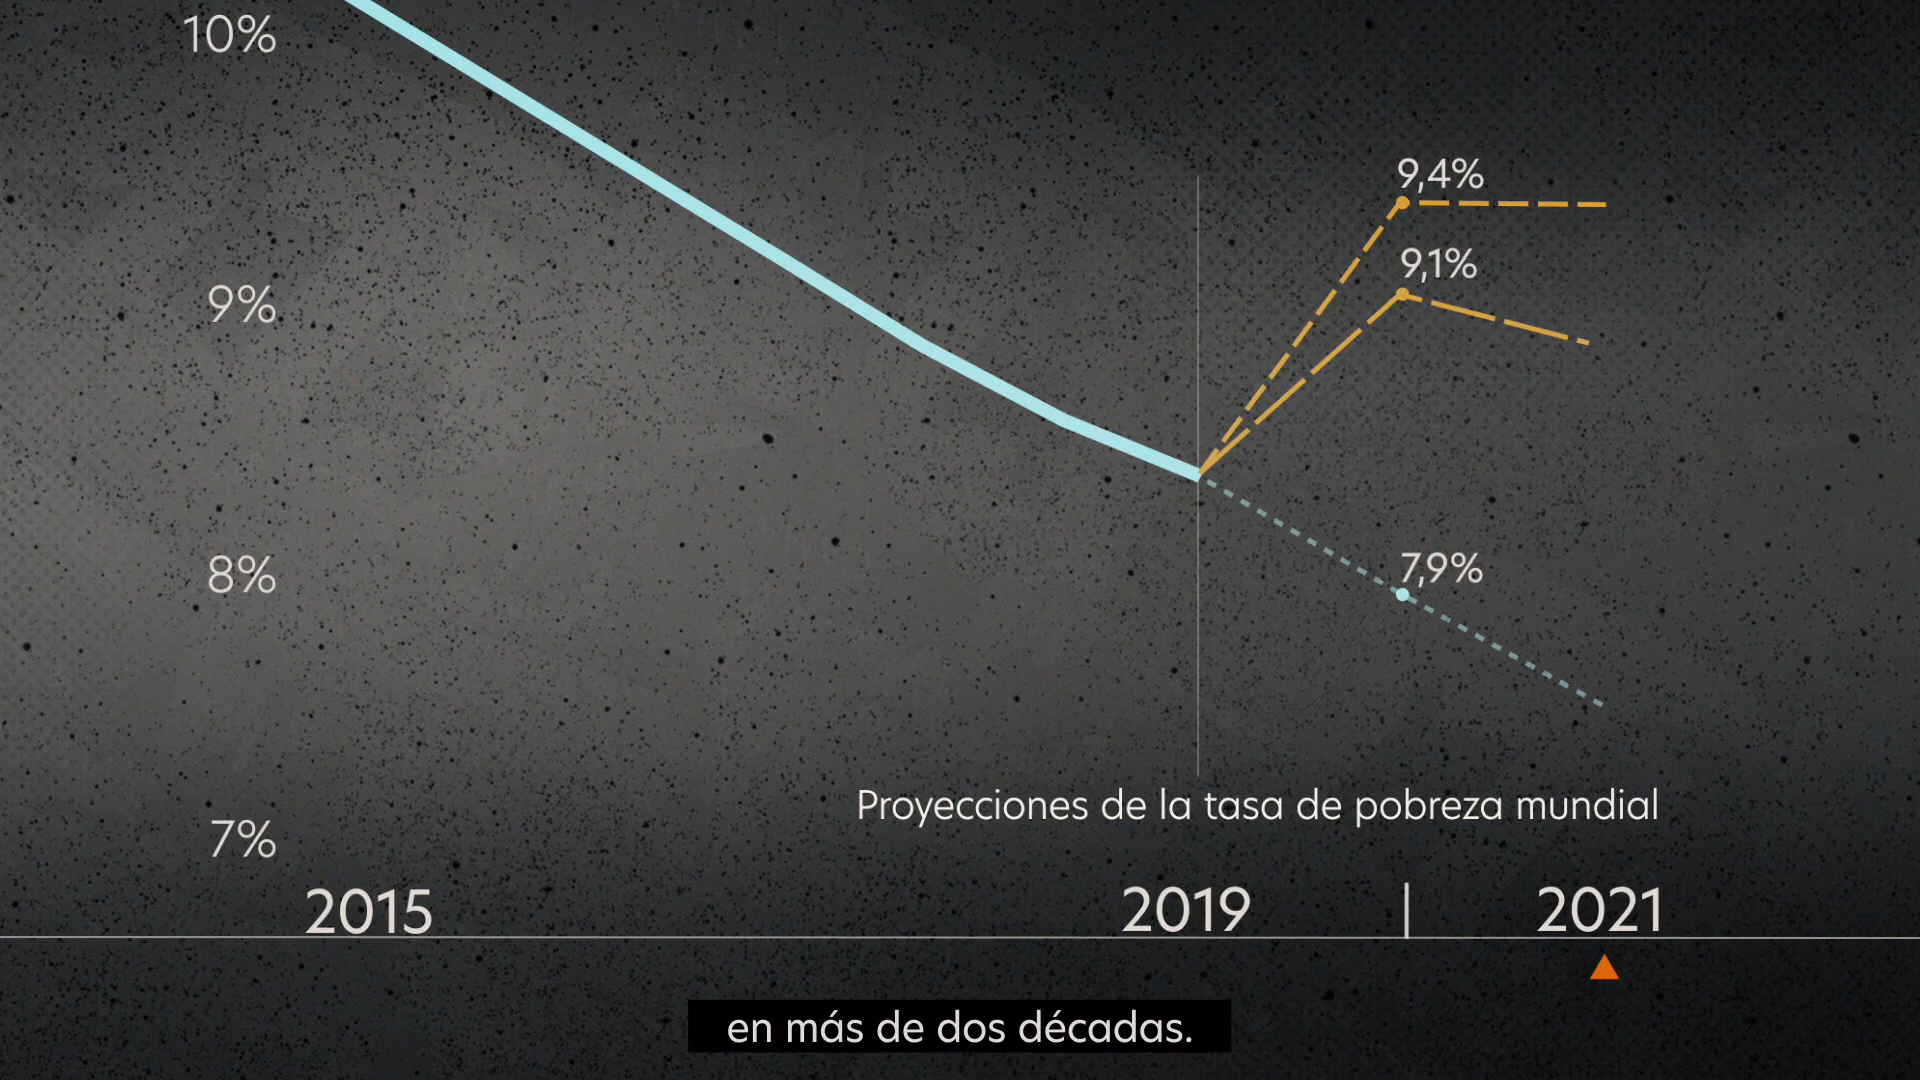 10%
9,4%
9,1%
9%
7,9%
8%
Proyecciones de la tasa de pobreza mundial
7%
2015 2019 | 2021
en más de dos décadas.